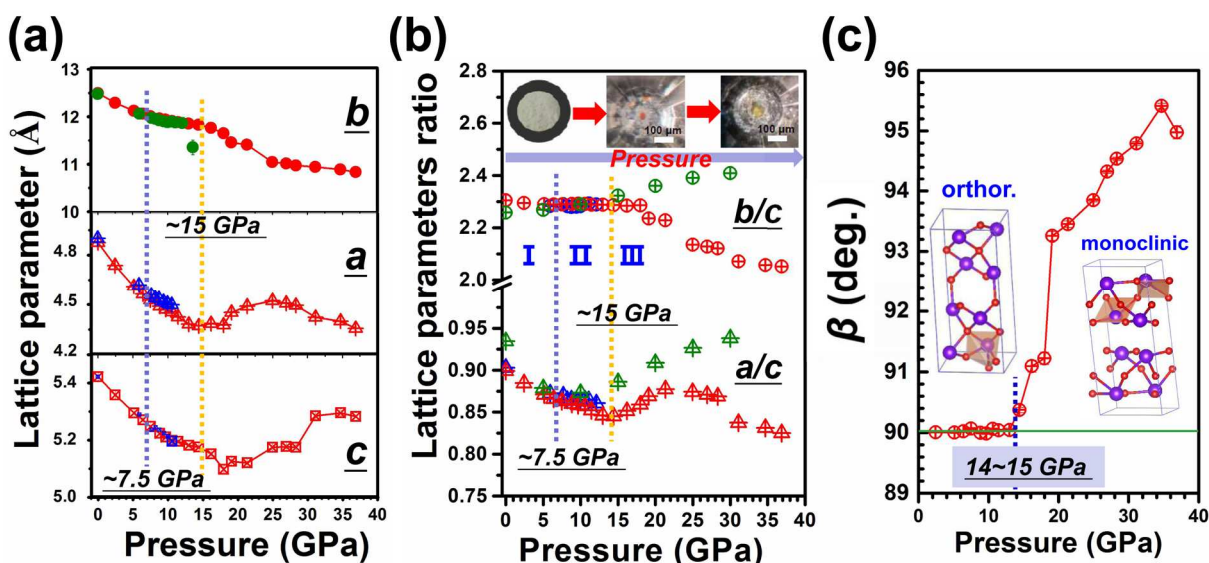 (a)
Lattice parameter (Å)
13
12
11
10
4.8
4.5
4.2
5.4
5.2
5.0
b
~15 GPa
a
~7.5 GPa
c
0 5 10 15 20 25 30 35 40
Pressure (GPa)
(b)
Lattice parameters ratio
2.8
2.6
2.4
2.2
2.0
0.95
0.90
0.85
0.80
0.75
100 μm
100 μm
Pressure
b/c
I II III
~15 GPa
a/c
~7.5 GPa
0 5 10 15 20 25 30 35 40
Pressure (GPa)
(c)
β (deg.)
96
95
94
93
92
91
90
89
orthor.
monoclinic
14~15 GPa
0 10 20 30 40
Pressure (GPa)